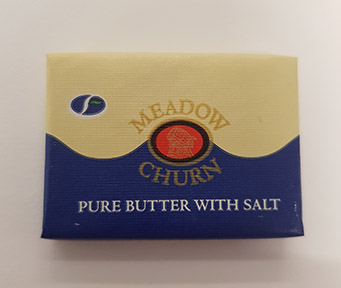 MEADOW
CHURN
PURE BUTTER WITH SALT